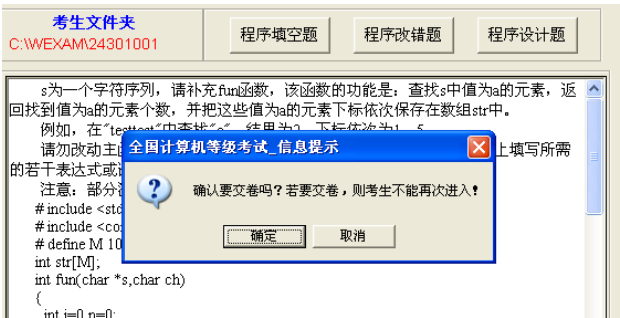 考生文件夹
C:\WEXAM\24301001
程序填空题
程序改错题
程序设计题
s为一个字符序列，请补充fun函数，该函数的功能是：查找s中值为a的元素，返
回找到值为a的元素个数，并把这些值为a的元素下标依次保存在数组str中。
例如，在"testtest"中查找"e"，结果为2，下标依次为1、5。
请勿改动主 上填写所需
的若干表达式或
注意：部分
全国计算机等级考试_信息提示
确认要交卷吗？若要交卷，则考生不能再次进入！
确定
取消
# include <std
# include <co
# define M 10
int str[M];
int fun(char *s,char ch)
{
int i=0,n=0;